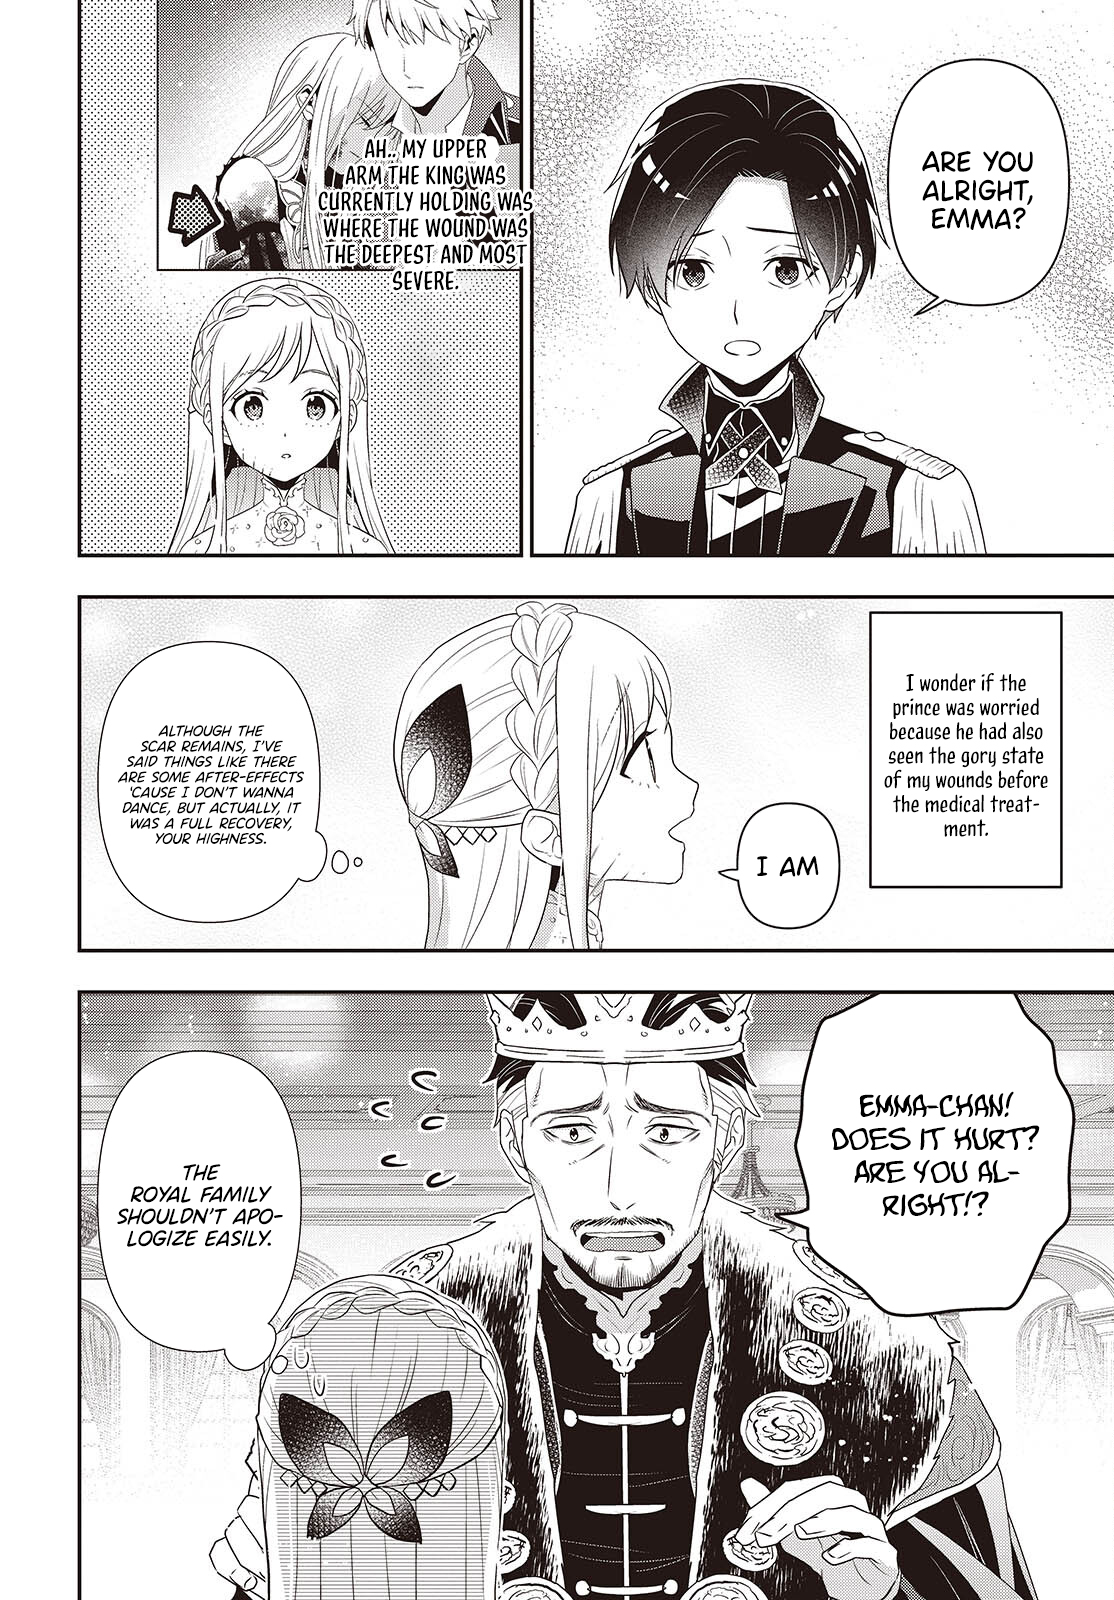 ARE YOU
ALRIGHT,
EMMA?
AH.. MY UPPER
ARM THE KING WAS
CURRENTLY HOLDING WAS
WHERE THE WOUND WAS
THE DEEPEST AND MOST
SEVERE.
I wonder if the
prince was worried
because he had also
seen the gory state
of my wounds before
the medical treat-
ment.
I AM
ALTHOUGH THE
SCAR REMAINS, I'VE
SAID THINGS LIKE THERE
ARE SOME AFTER-EFFECTS
'CAUSE I DON'T WANNA
DANCE, BUT ACTUALLY, IT
WAS A FULL RECOVERY,
YOUR HIGHNESS.
EMMA-CHAN!
DOES IT HURT?
ARE YOU AL-
RIGHT!?
THE
ROYAL FAMILY
SHOULDN'T APO-
LOGIZE EASILY.